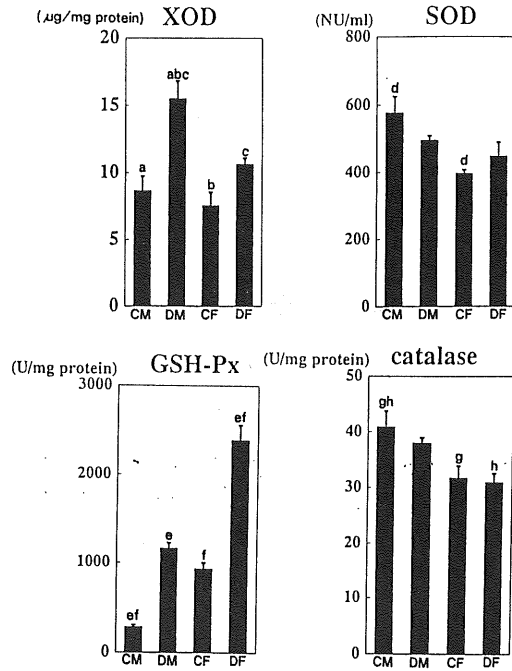 (μg/mg protein) XOD
20
15
10
5
0
abc
a
b
c
CM DM CF DF
(NU/ml) SOD
800
600
400
200
0
d
d
CM DM CF DF
(U/mg protein) GSH-Px
3000
2000
1000
0
ef
e
f
ef
CM DM CF DF
(U/mg protein) catalase
50
40
30
20
10
0
gh
g
h
CM DM CF DF